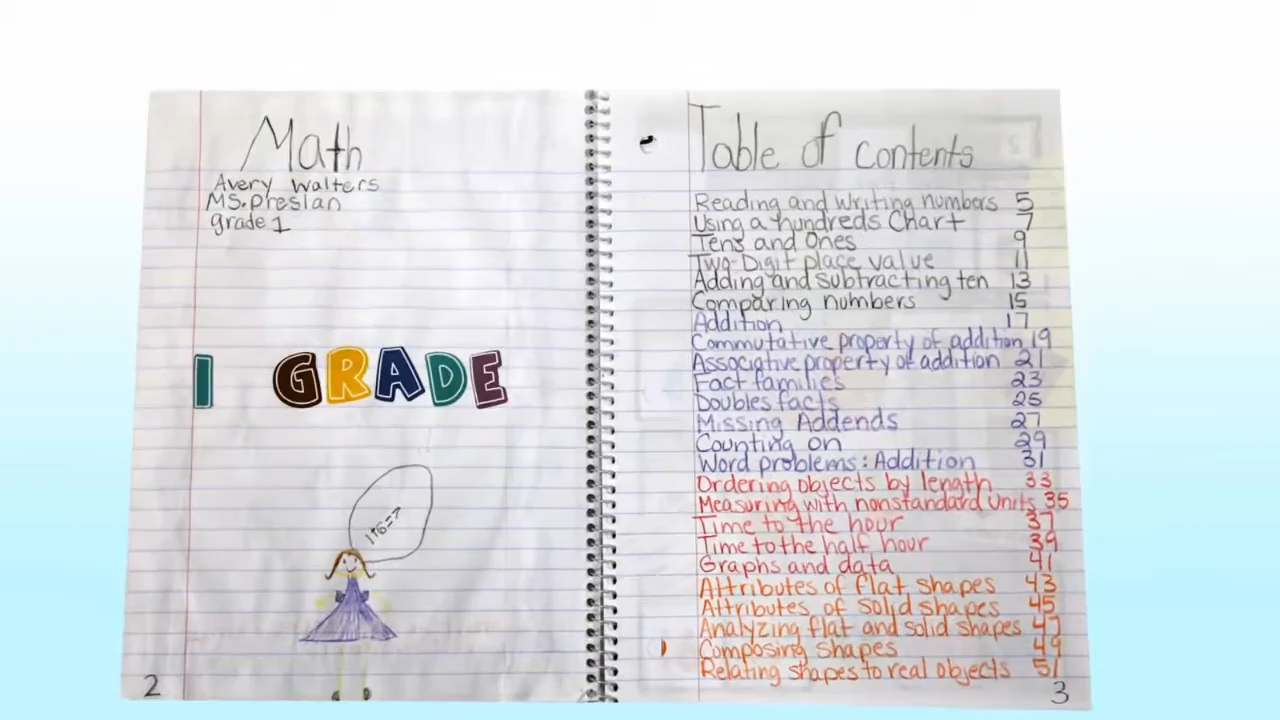 Math
Avery Walters
MS. Preslan
grade 1
1 GRADE
1+6=7
2
Table of Contents
Reading and Writing numbers 5
Using a hundreds Chart 7
Tens and Ones 9
Two-Digit place value 11
Adding and subtracting ten 13
Comparing numbers 15
Addition 17
Commutative property of addition 19
Associative property of addition 21
Fact families 23
Doubles facts 25
Missing Addends 27
Counting on 29
Word problems: Addition 31
Ordering objects by length 33
Measuring with nonstandard Units 35
Time to the hour 37
Time to the half hour 39
Graphs and data 41
Attributes of flat shapes 43
Attributes of solid shapes 45
Analyzing flat and solid shapes 47
Composing shapes 49
Relating shapes to real objects 51
3